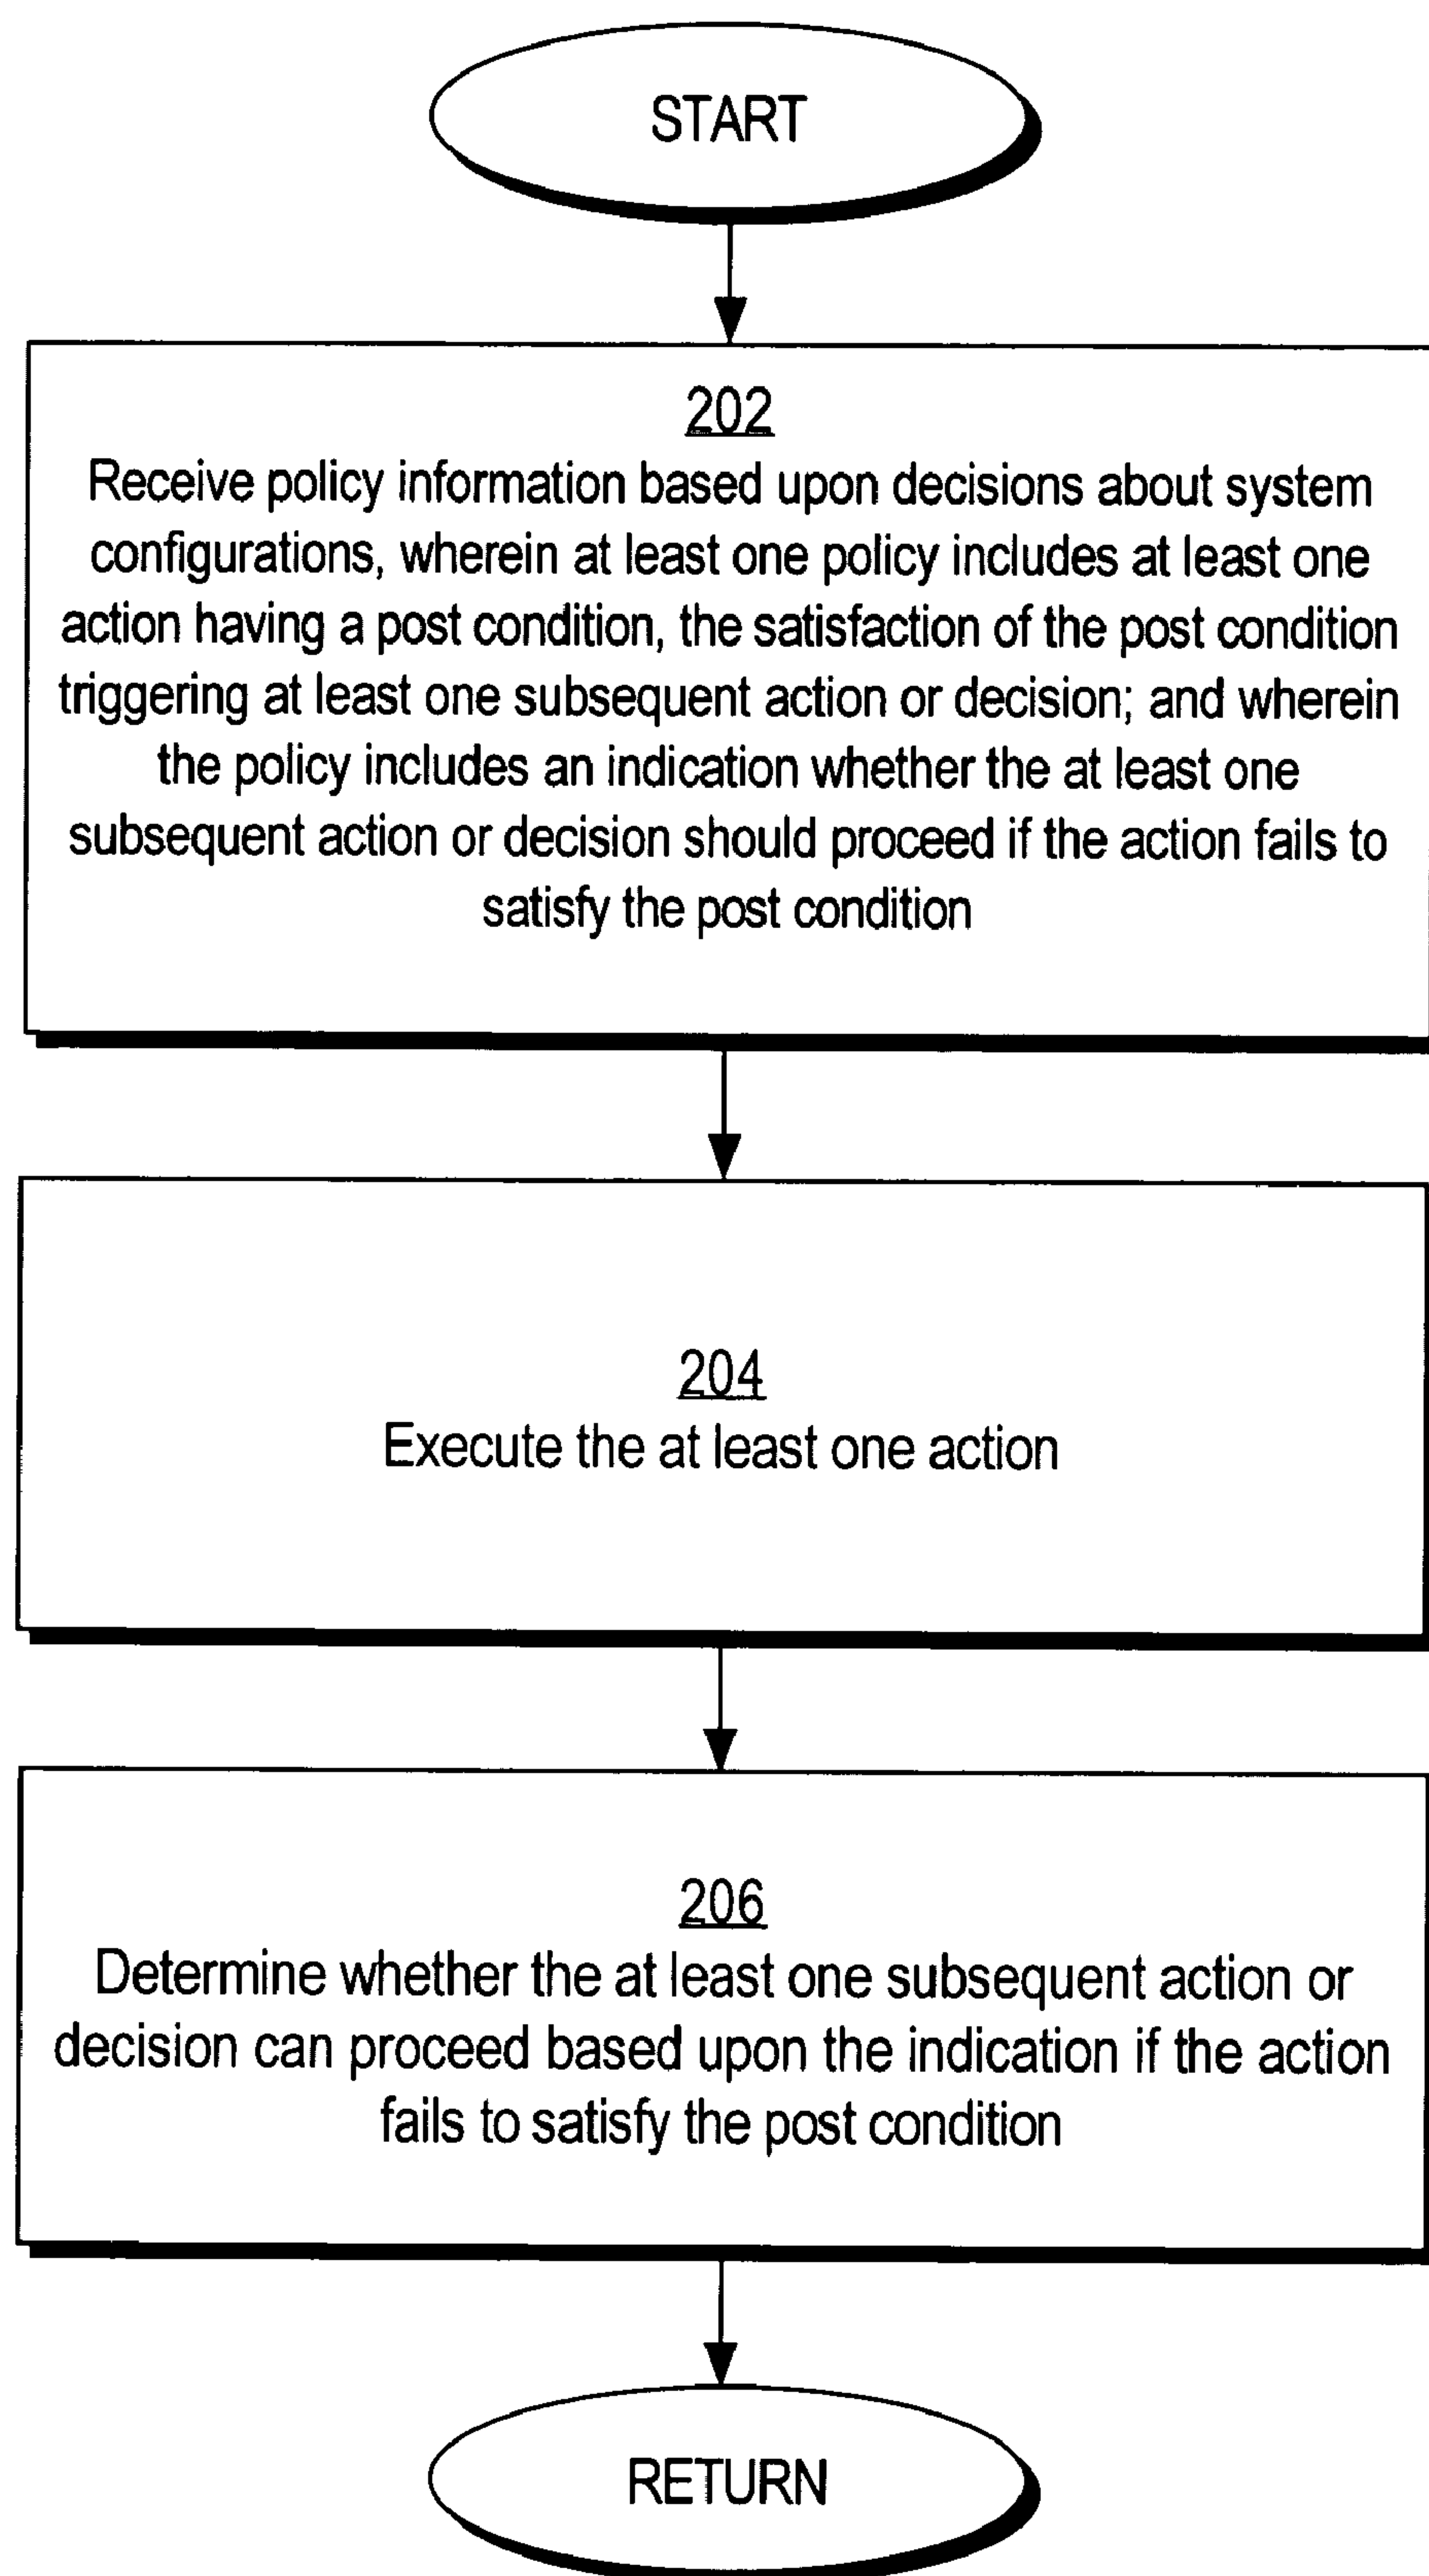 START
202
Receive policy information based upon decisions about system
configurations, wherein at least one policy includes at least one
action having a post condition, the satisfaction of the post condition
triggering at least one subsequent action or decision; and wherein
the policy includes an indication whether the at least one
subsequent action or decision should proceed if the action fails to
satisfy the post condition
204
Execute the at least one action
206
Determine whether the at least one subsequent action or
decision can proceed based upon the indication if the action
fails to satisfy the post condition
RETURN